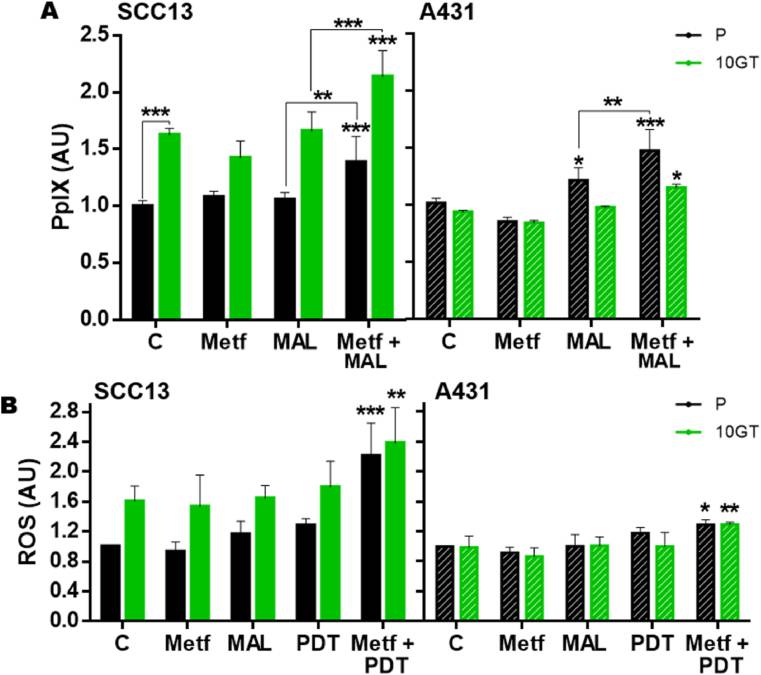 A
SCC13
A431
P
10GT
PpIX (AU)
2.5
2.0
1.5
1.0
0.5
0.0
***
**
***
***
***
**
*
***
*
C Metf MAL Metf + MAL
C Metf MAL Metf + MAL
B
SCC13
A431
P
10GT
ROS (AU)
2.8
2.4
2.0
1.6
1.2
0.8
0.4
0.0
*** **
* **
C Metf MAL PDT Metf + PDT
C Metf MAL PDT Metf + PDT